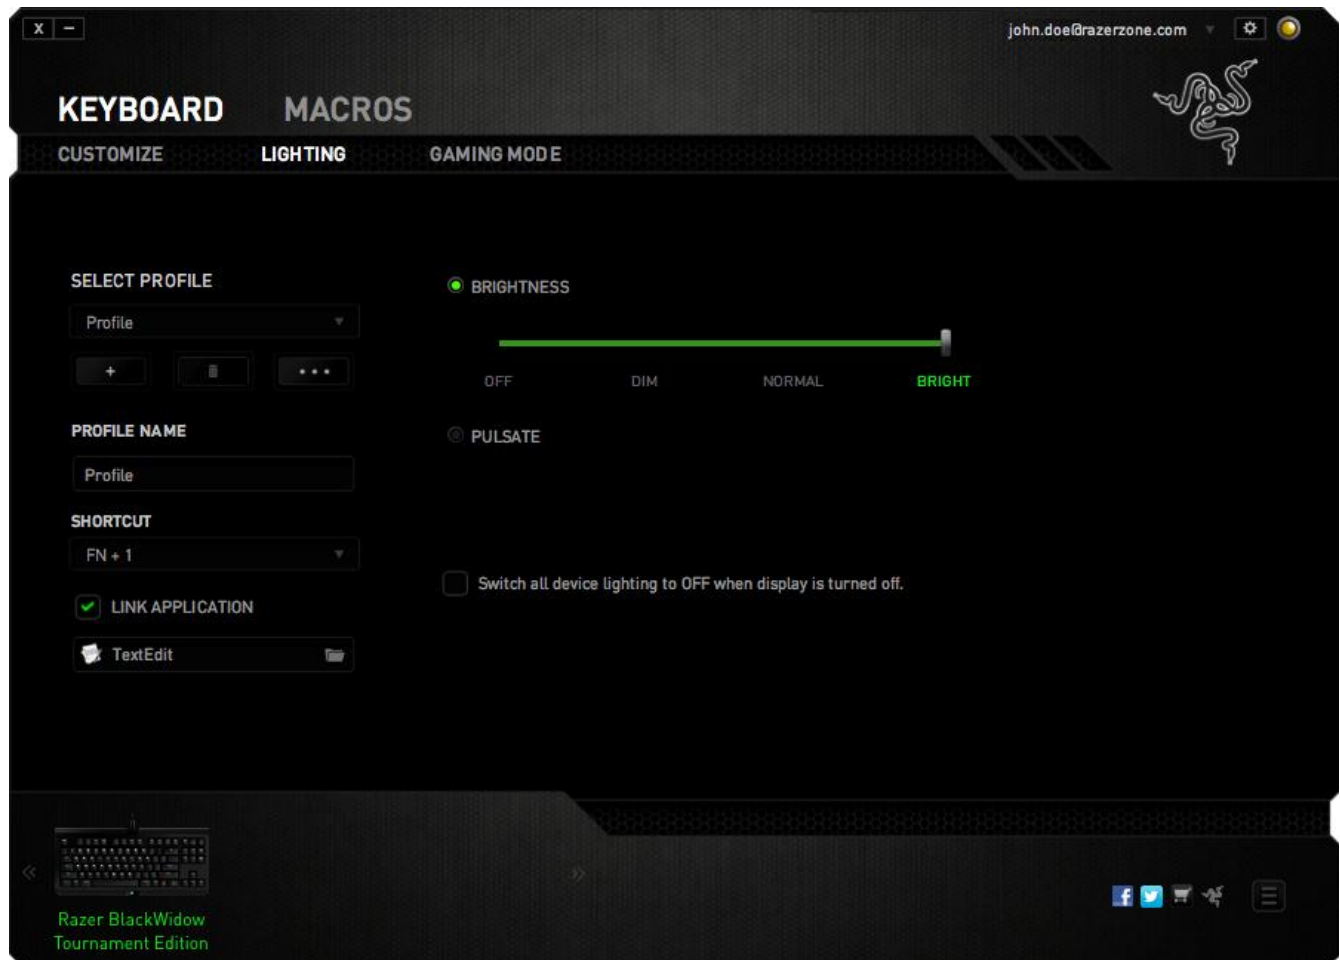 X –
john.doe@razerzone.com
KEYBOARD MACROS
CUSTOMIZE LIGHTING GAMING MODE
SELECT PROFILE
Profile
+ •••
PROFILE NAME
Profile
SHORTCUT
FN + 1
LINK APPLICATION
TextEdit
BRIGHTNESS
OFF DIM NORMAL BRIGHT
PULSATE
Switch all device lighting to OFF when display is turned off.
Razer BlackWidow
Tournament Edition